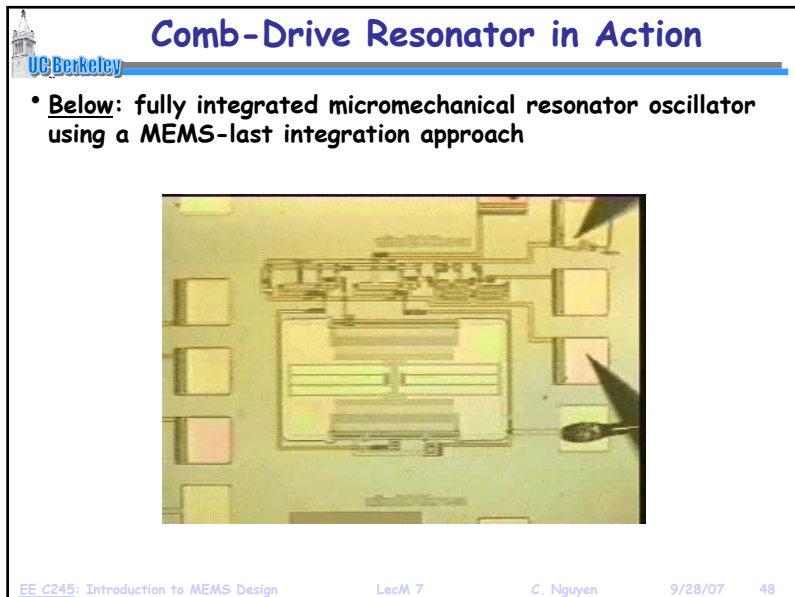 Comb-Drive Resonator in Action
UC Berkeley
• Below: fully integrated micromechanical resonator oscillator
using a MEMS-last integration approach
EE C245: Introduction to MEMS Design LecM 7 C. Nguyen 9/28/07 48